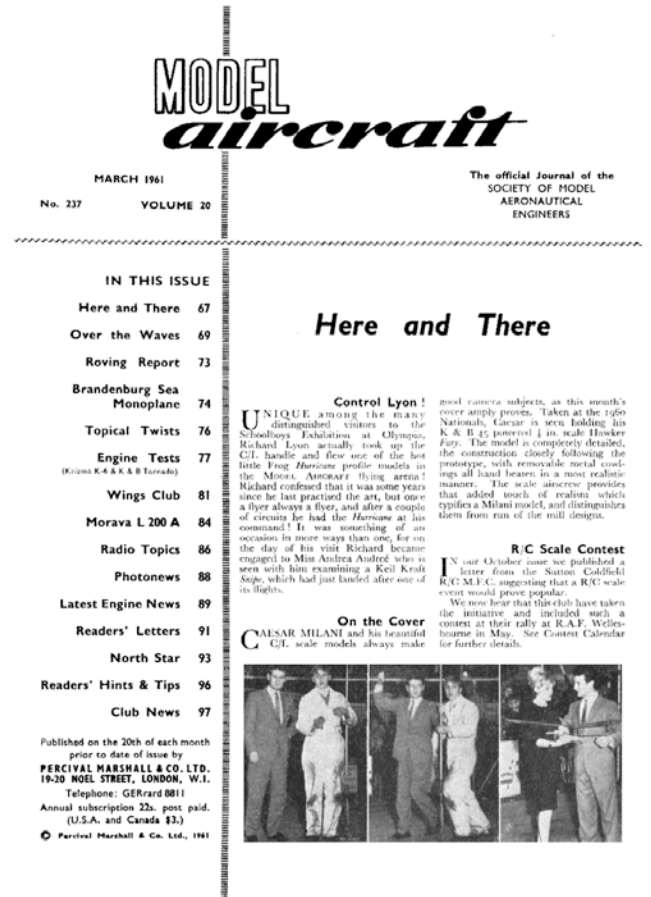 MODEL
aircraft
MARCH 1961
No. 237 VOLUME 20
The official Journal of the
SOCIETY OF MODEL
AERONAUTICAL
ENGINEERS
IN THIS ISSUE
Here and There 67
Over the Waves 69
Roving Report 73
Brandenburg Sea
Monoplane 74
Topical Twists 76
Engine Tests 77
(Krizma K-6 & K & B Tornado)
Wings Club 81
Morava L 200 A 84
Radio Topics 86
Photonews 88
Latest Engine News 89
Readers' Letters 91
North Star 93
Readers' Hints & Tips 96
Club News 97
Published on the 20th of each month
prior to date of issue by
PERCIVAL MARSHALL & CO. LTD.
19-20 NOEL STREET, LONDON, W.I.
Telephone: GERrard 8811
Annual subscription 22s. post paid.
(U.S.A. and Canada $3.)
© Percival Marshall & Co. Ltd., 1961
Here and There
Control Lyon !
UNIQUE among the many
distinguished visitors to the
Schoolboys Exhibition at Olympia,
Richard Lyon actually took up the
C/L handle and flew one of the hot
little Frog Hurricane profile models in
the MODEL AIRCRAFT flying arena !
Richard confessed that it was some years
since he last practised the art, but once
a flyer always a flyer, and after a couple
of circuits he had the Hurricane at his
command ! It was something of an
occasion in more ways than one, for on
the day of his visit Richard became
engaged to Miss Andrea Andreé who is
seen with him examining a Keil Kraft
Snipe, which had just landed after one of
its flights.
On the Cover
CAESAR MILANI and his beautiful
C/L scale models always make
good camera subjects, as this month's
cover amply proves. Taken at the 1960
Nationals, Caesar is seen holding his
K & B 45 powered ¾ in. scale Hawker
Fury. The model is completely detailed,
the construction closely following the
prototype, with removable metal cowl-
ings all hand beaten in a most realistic
manner. The scale airscrew provides
that added touch of realism which
typifies a Milani model, and distinguishes
them from run of the mill designs.
R/C Scale Contest
IN our October issue we published a
letter from the Sutton Coldfield
R/C M.F.C. suggesting that a R/C scale
event would prove popular.
We now hear that this club have taken
the initiative and included such a
contest at their rally at R.A.F. Welles-
bourne in May. See Contest Calendar
for further details.